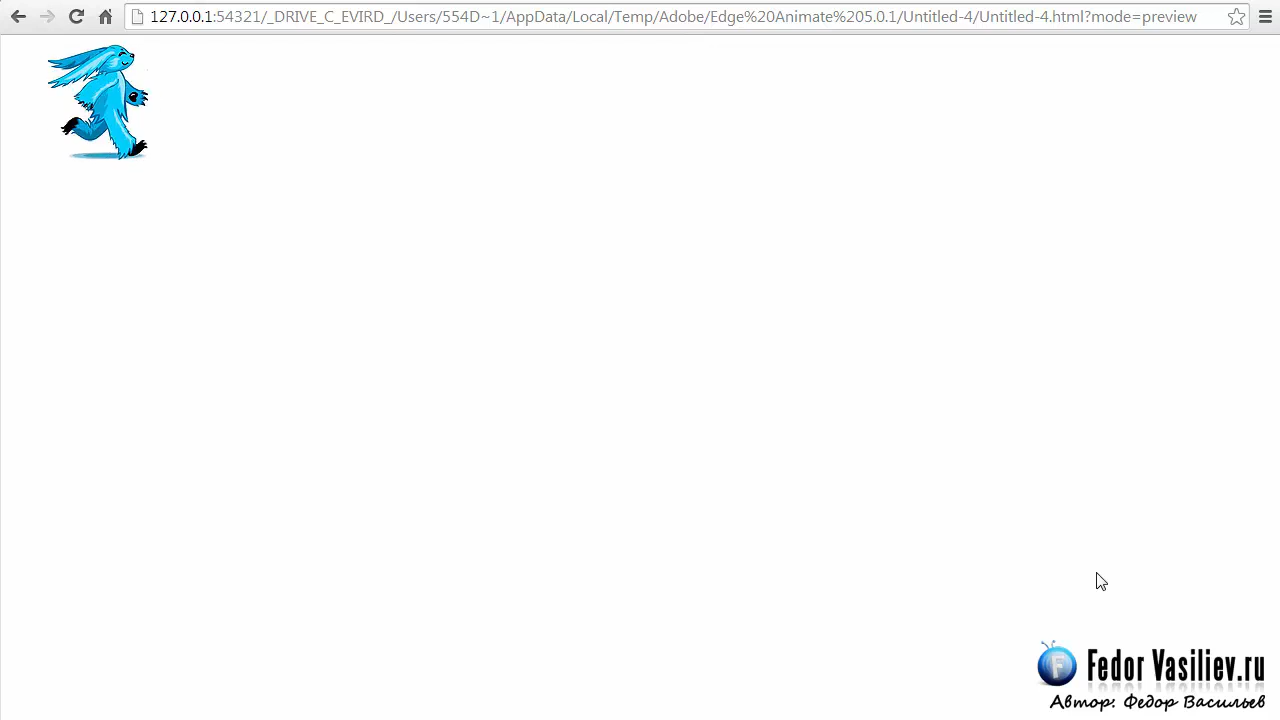 127.0.0.1:54321/_DRIVE_C_EVIRD_/Users/554D~1/AppData/Local/Temp/Adobe/Edge%20Animate%205.0.1/Untitled-4/Untitled-4.html?mode=preview
Fedor Vasiliev.ru
Автор: Федор Васильев